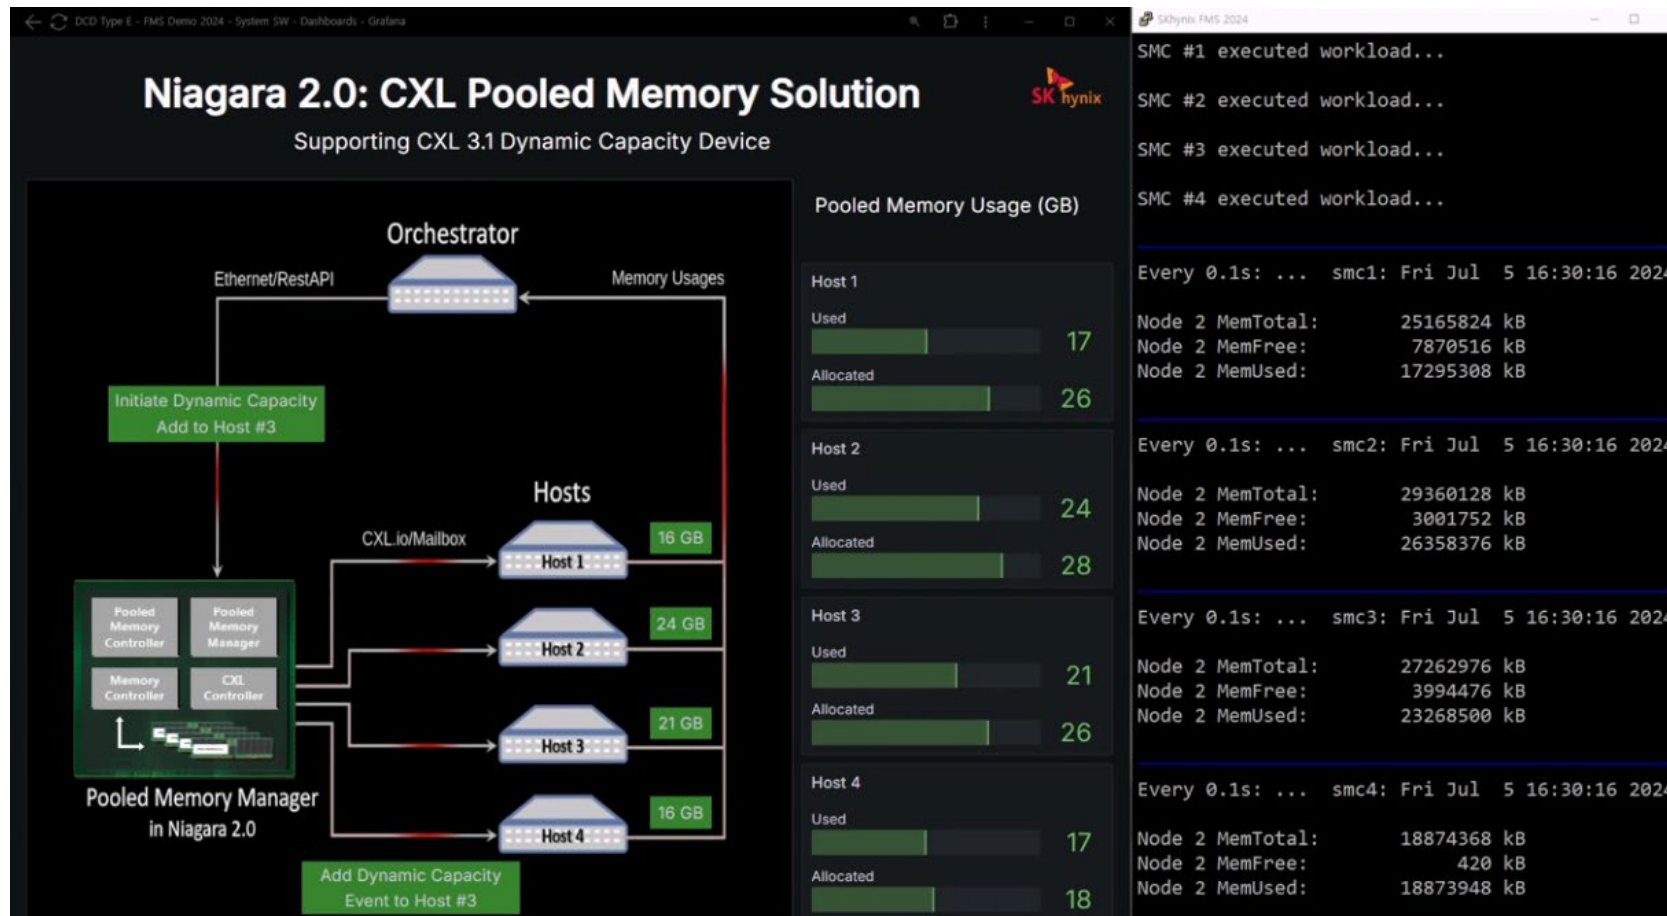 DCD Type E - FMS Demo 2024 - System SW - Dashboards - Grafana
Niagara 2.0: CXL Pooled Memory Solution
SK hynix
Supporting CXL 3.1 Dynamic Capacity Device
Orchestrator
Ethernet/RestAPI
Memory Usages
Initiate Dynamic Capacity
Add to Host #3
Hosts
CXL.io/Mailbox
Host 1
16 GB
Host 2
24 GB
Host 3
21 GB
Host 4
16 GB
Pooled
Memory
Controller
Pooled
Memory
Manager
Memory
Controller
CXL
Controller
Pooled Memory Manager
in Niagara 2.0
Add Dynamic Capacity
Event to Host #3
Pooled Memory Usage (GB)
Host 1
Used
17
Allocated
26
Host 2
Used
24
Allocated
28
Host 3
Used
21
Allocated
26
Host 4
Used
17
Allocated
18
SKhynix FMS 2024
SMC #1 executed workload...
SMC #2 executed workload...
SMC #3 executed workload...
SMC #4 executed workload...
Every 0.1s: ... smc1: Fri Jul 5 16:30:16 2024
Node 2 MemTotal: 25165824 kB
Node 2 MemFree: 7870516 kB
Node 2 MemUsed: 17295308 kB
Every 0.1s: ... smc2: Fri Jul 5 16:30:16 2024
Node 2 MemTotal: 29360128 kB
Node 2 MemFree: 3001752 kB
Node 2 MemUsed: 26358376 kB
Every 0.1s: ... smc3: Fri Jul 5 16:30:16 2024
Node 2 MemTotal: 27262976 kB
Node 2 MemFree: 3994476 kB
Node 2 MemUsed: 23268500 kB
Every 0.1s: ... smc4: Fri Jul 5 16:30:16 2024
Node 2 MemTotal: 18874368 kB
Node 2 MemFree: 420 kB
Node 2 MemUsed: 18873948 kB